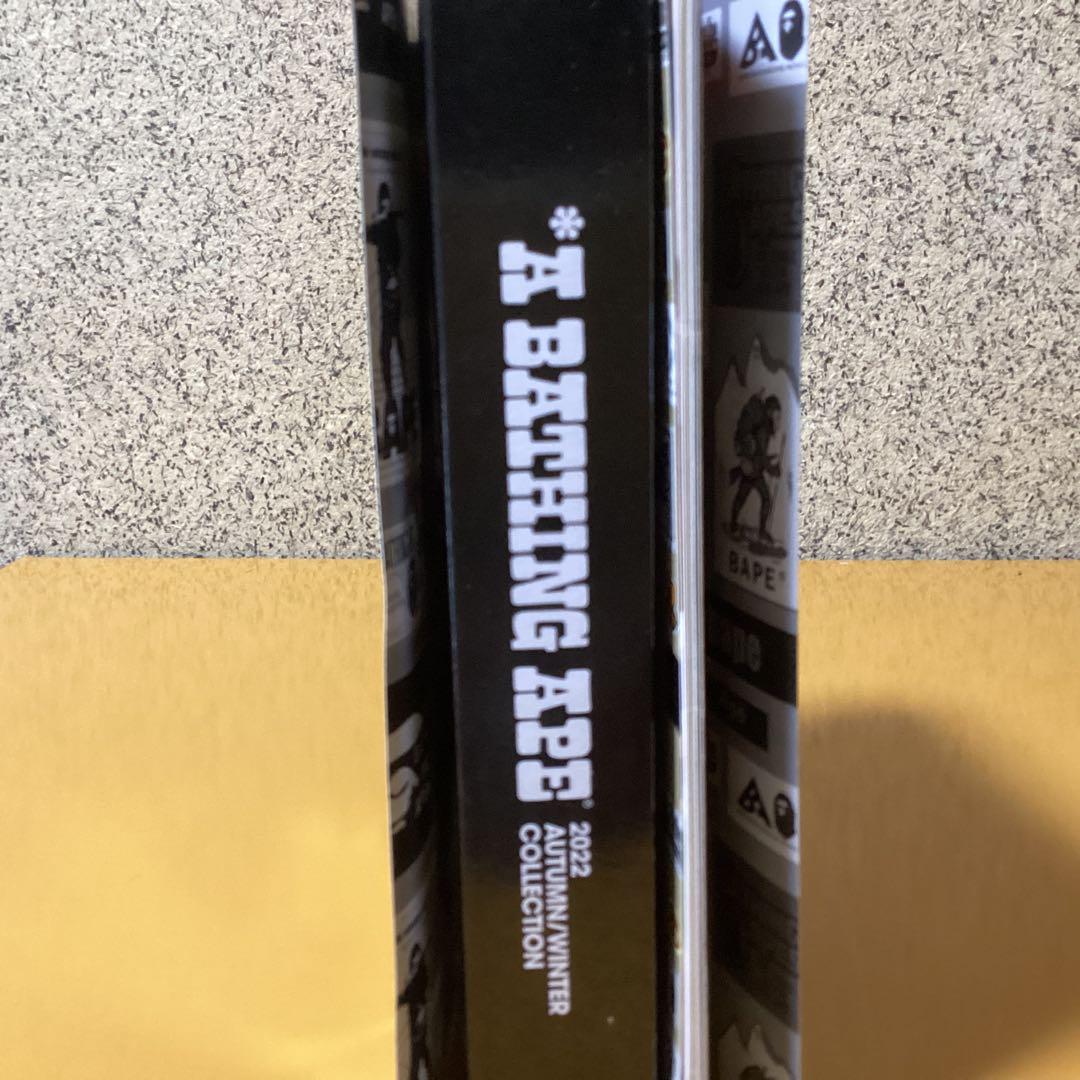 *A BATHING APE®
2022
AUTUMN/WINTER
COLLECTION
BAPE®